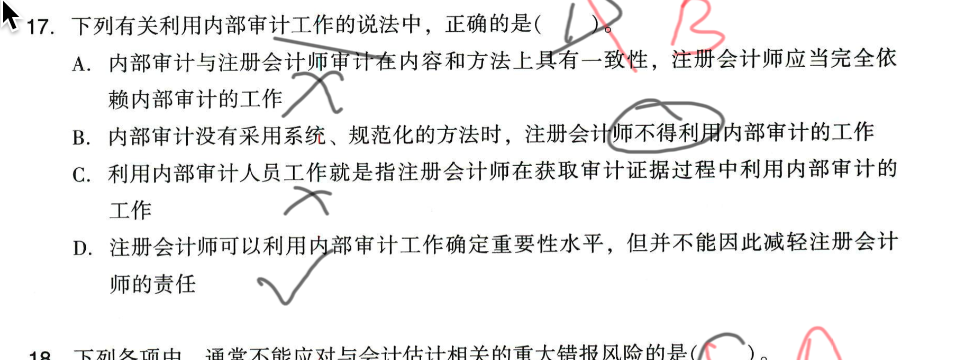 17. 下列有关利用内部审计工作的说法中，正确的是( D )。 B
A. 内部审计与注册会计师审计在内容和方法上具有一致性，注册会计师应当完全依
赖内部审计的工作
B. 内部审计没有采用系统、规范化的方法时，注册会计师不得利用内部审计的工作
C. 利用内部审计人员工作就是指注册会计师在获取审计证据过程中利用内部审计的
工作
D. 注册会计师可以利用内部审计工作确定重要性水平，但并不能因此减轻注册会计
师的责任
18. 下列各项中，通常不能应对与会计估计相关的重大错报风险的是( )。